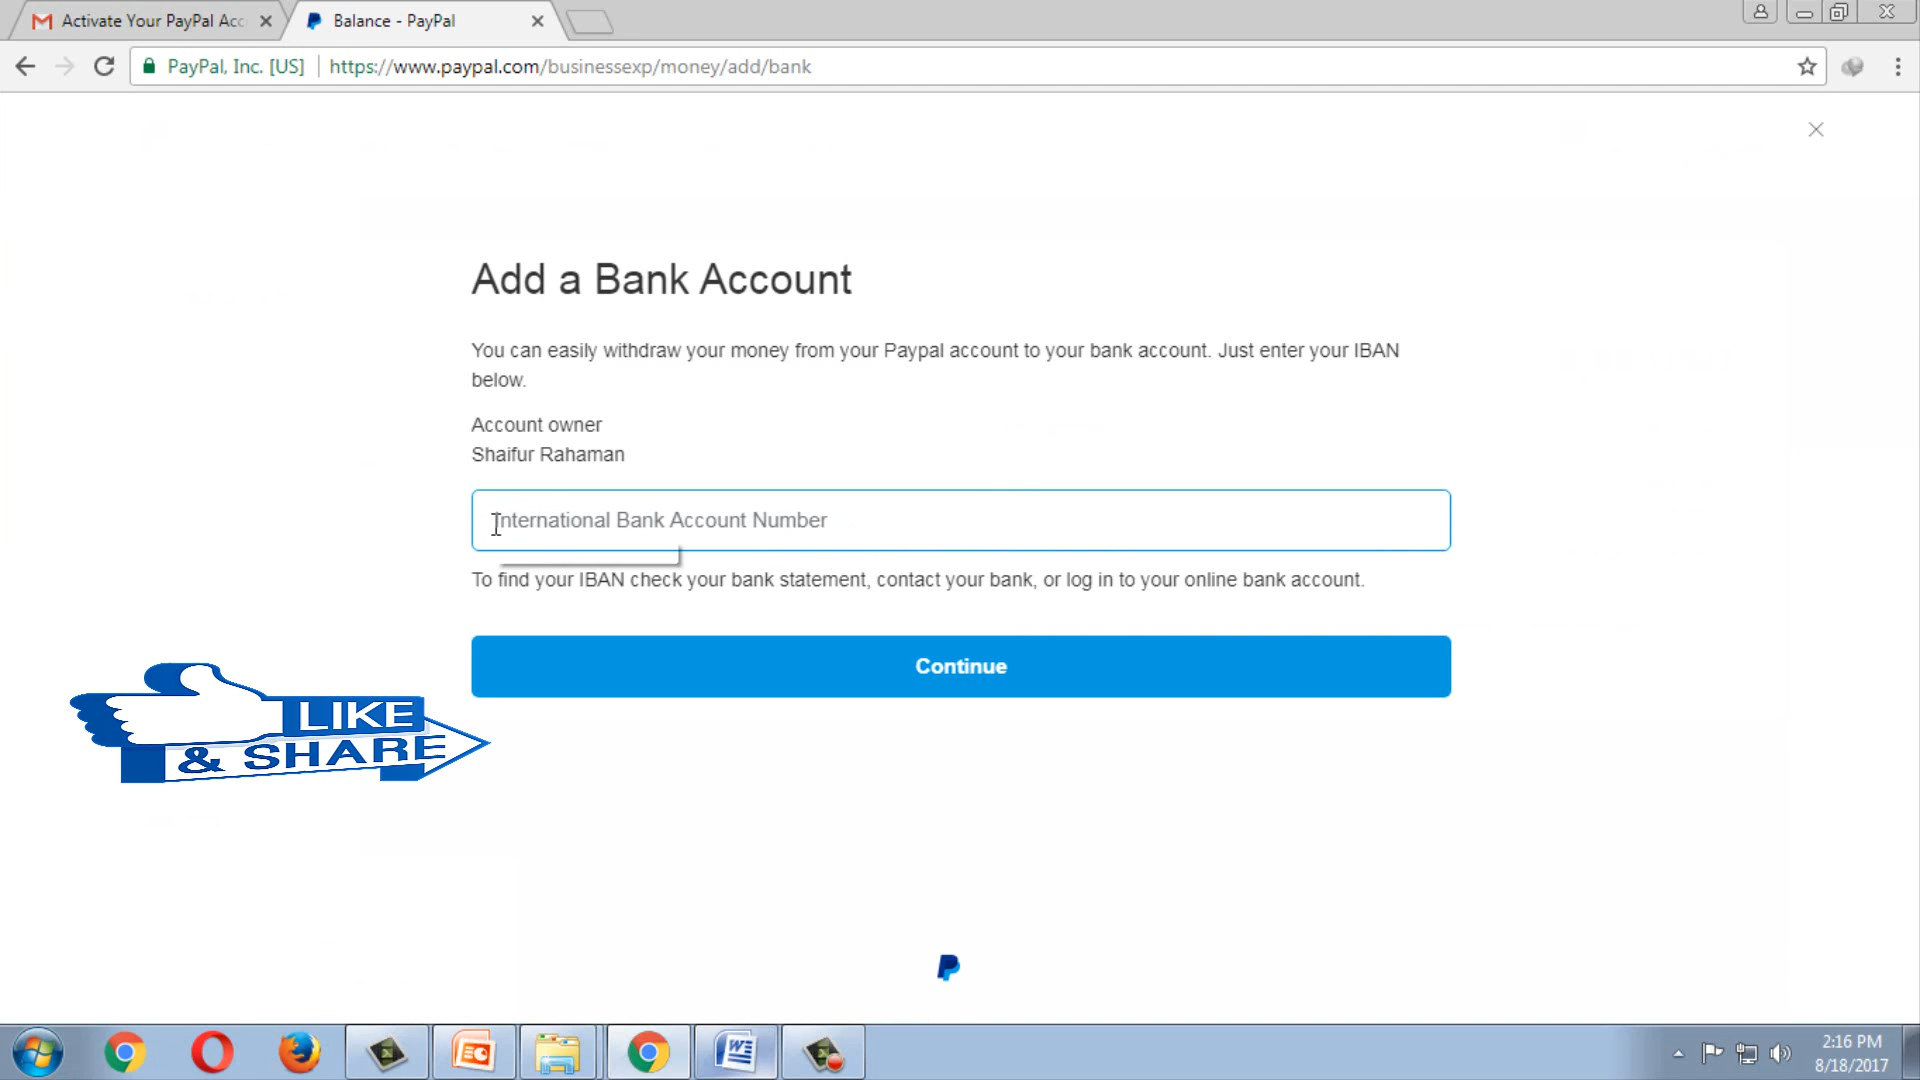 Activate Your PayPal Acc
Balance - PayPal
PayPal, Inc. [US]
https://www.paypal.com/businessexp/money/add/bank
Add a Bank Account
You can easily withdraw your money from your Paypal account to your bank account. Just enter your IBAN
below.
Account owner
Shaifur Rahaman
International Bank Account Number
To find your IBAN check your bank statement, contact your bank, or log in to your online bank account.
Continue
LIKE
& SHARE
2:16 PM
8/18/2017